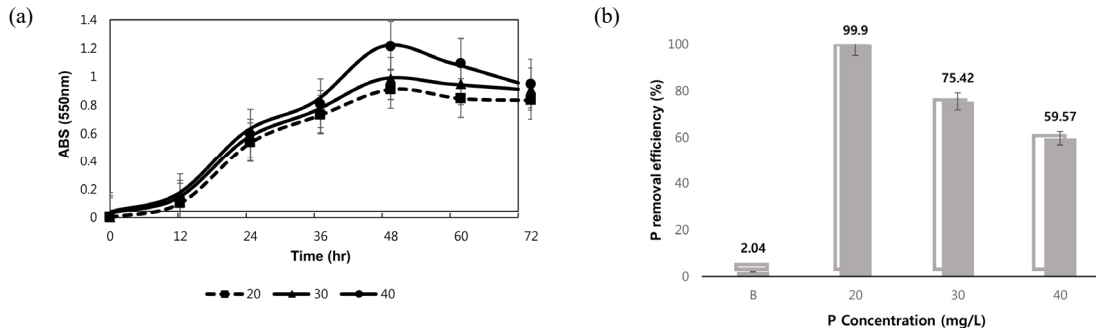 (a)
1.4
1.2
1
0.8
0.6
0.4
0.2
0
ABS (550nm)
0 12 24 36 48 60 72
Time (hr)
20 30 40
(b)
100
80
60
40
20
0
P removal efficiency (%)
2.04
99.9
75.42
59.57
B 20 30 40
P Concentration (mg/L)